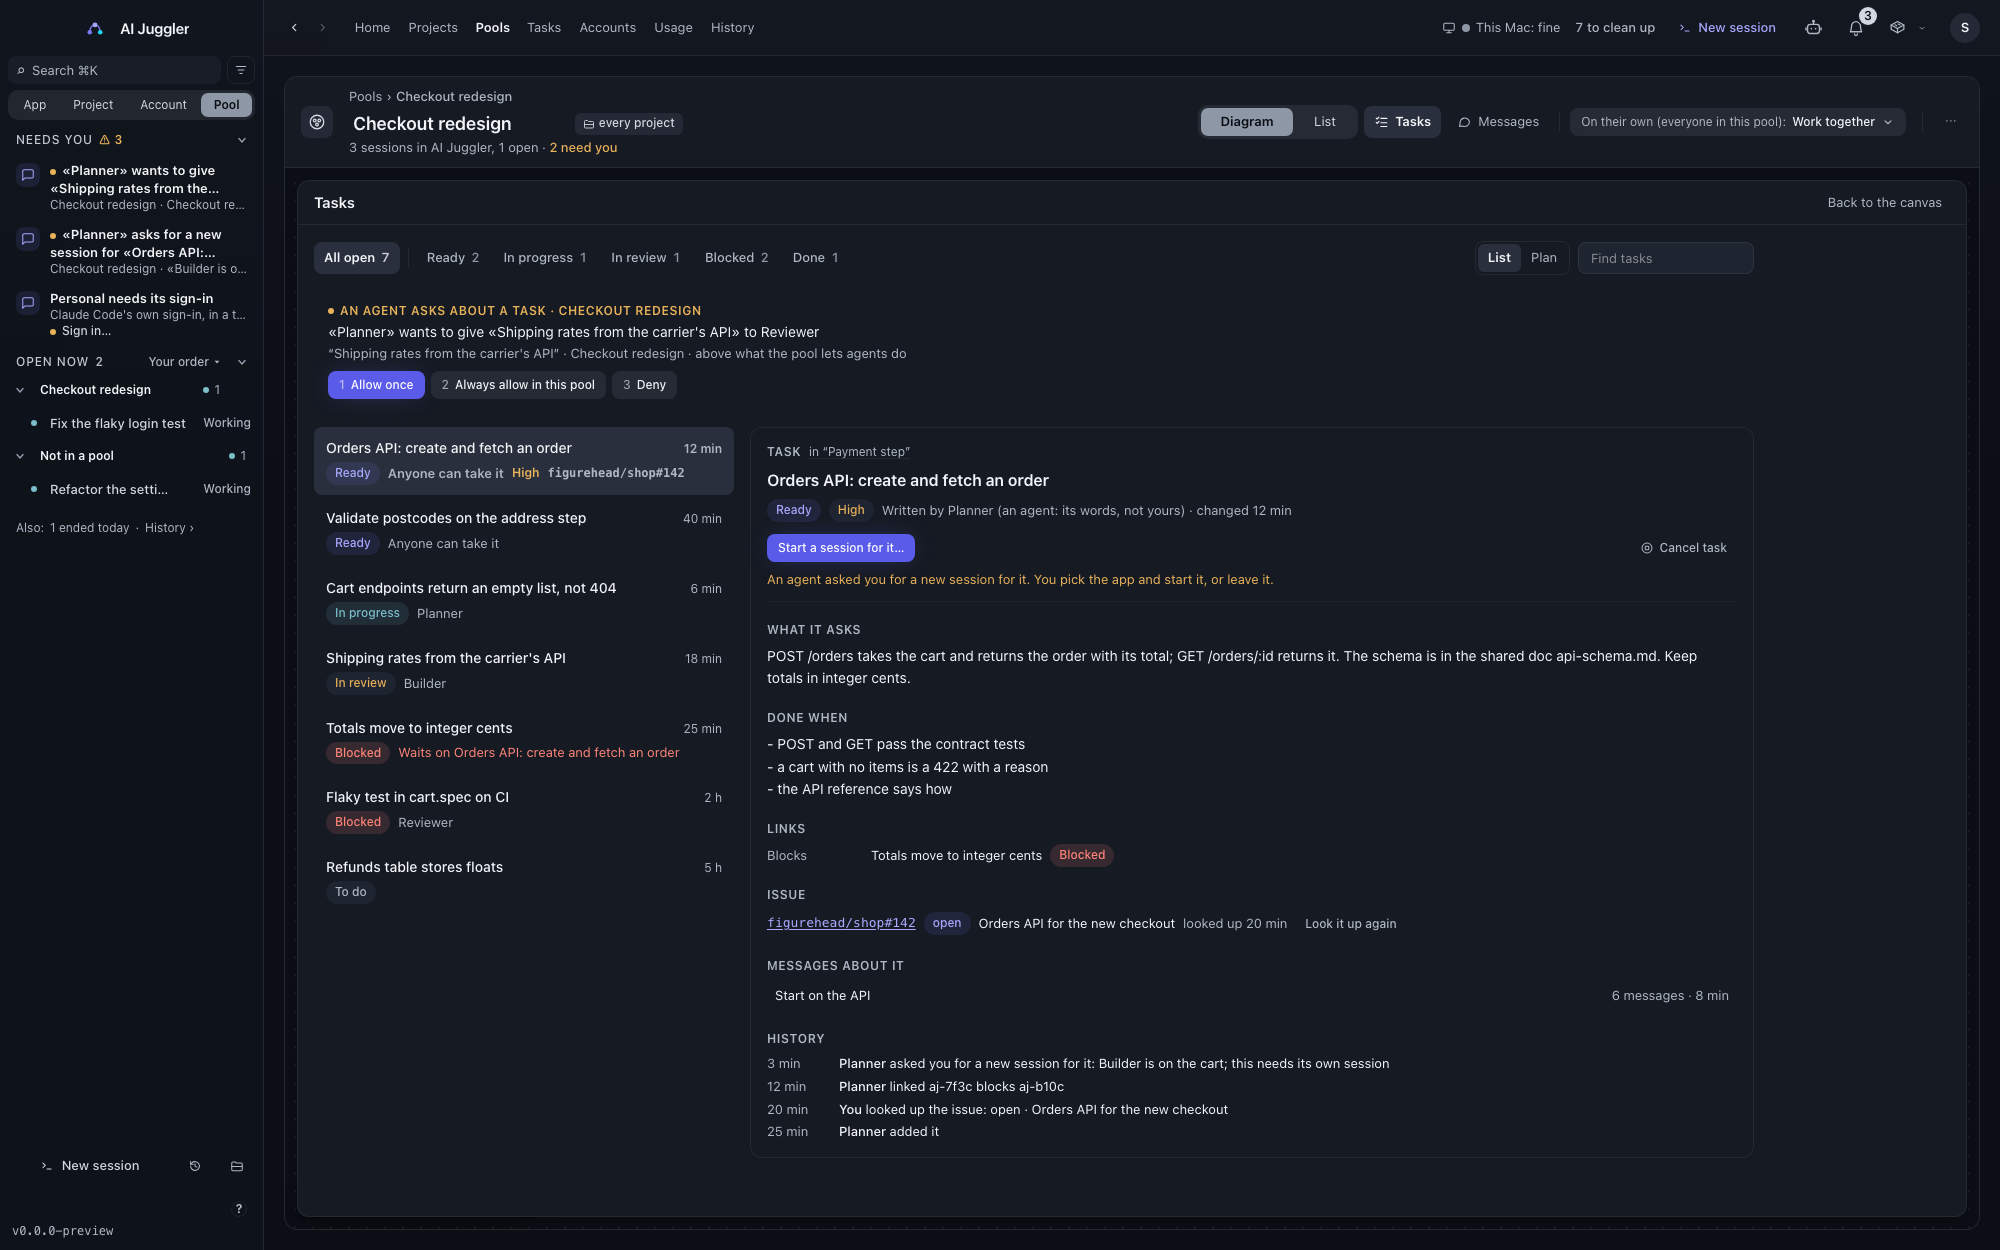 AI Juggler
Search ⌘K
App Project Account Pool
NEEDS YOU 3
«Planner» wants to give
«Shipping rates from the...
Checkout redesign · Checkout re...
«Planner» asks for a new
session for «Orders API:...
Checkout redesign · «Builder is o...
Personal needs its sign-in
Claude Code's own sign-in, in a t...
Sign in...
OPEN NOW 2 Your order
Checkout redesign 1
Fix the flaky login test Working
Not in a pool 1
Refactor the setti... Working
Also: 1 ended today · History ›
New session
?
v0.0.0-preview
‹ › Home Projects Pools Tasks Accounts Usage History
This Mac: fine 7 to clean up New session 3 S
Pools › Checkout redesign
Checkout redesign every project
3 sessions in AI Juggler, 1 open · 2 need you
Diagram List Tasks Messages On their own (everyone in this pool): Work together ...
Tasks Back to the canvas
All open 7 Ready 2 In progress 1 In review 1 Blocked 2 Done 1 List Plan Find tasks
AN AGENT ASKS ABOUT A TASK · CHECKOUT REDESIGN
«Planner» wants to give «Shipping rates from the carrier's API» to Reviewer
“Shipping rates from the carrier's API” · Checkout redesign · above what the pool lets agents do
1 Allow once 2 Always allow in this pool 3 Deny
Orders API: create and fetch an order 12 min
Ready Anyone can take it High figurehead/shop#142
Validate postcodes on the address step 40 min
Ready Anyone can take it
Cart endpoints return an empty list, not 404 6 min
In progress Planner
Shipping rates from the carrier's API 18 min
In review Builder
Totals move to integer cents 25 min
Blocked Waits on Orders API: create and fetch an order
Flaky test in cart.spec on CI 2 h
Blocked Reviewer
Refunds table stores floats 5 h
To do
TASK in “Payment step”
Orders API: create and fetch an order
Ready High Written by Planner (an agent: its words, not yours) · changed 12 min
Start a session for it... Cancel task
An agent asked you for a new session for it. You pick the app and start it, or leave it.
WHAT IT ASKS
POST /orders takes the cart and returns the order with its total; GET /orders/:id returns it. The schema is in the shared doc api-schema.md. Keep
totals in integer cents.
DONE WHEN
- POST and GET pass the contract tests
- a cart with no items is a 422 with a reason
- the API reference says how
LINKS
Blocks Totals move to integer cents Blocked
ISSUE
figurehead/shop#142 open Orders API for the new checkout looked up 20 min Look it up again
MESSAGES ABOUT IT
Start on the API 6 messages · 8 min
HISTORY
3 min Planner asked you for a new session for it: Builder is on the cart; this needs its own session
12 min Planner linked aj-7f3c blocks aj-b10c
20 min You looked up the issue: open · Orders API for the new checkout
25 min Planner added it